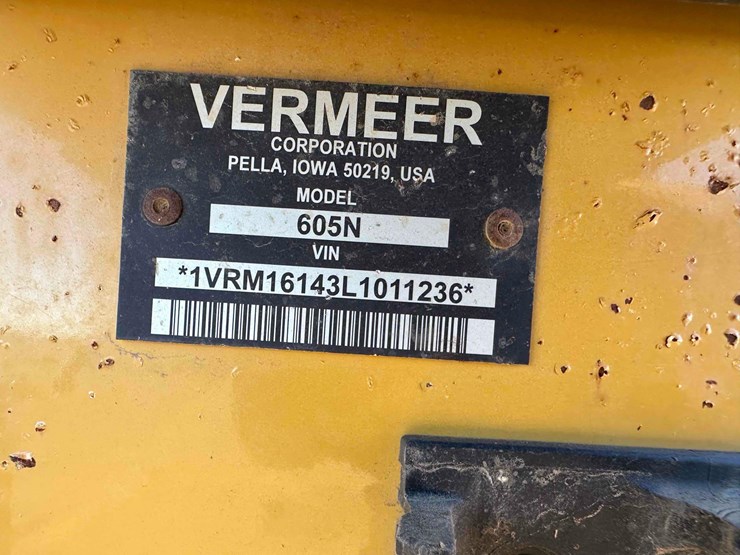 VERMEER
CORPORATION
PELLA, IOWA 50219, USA
MODEL
605N
VIN
*1VRM16143L1011236*